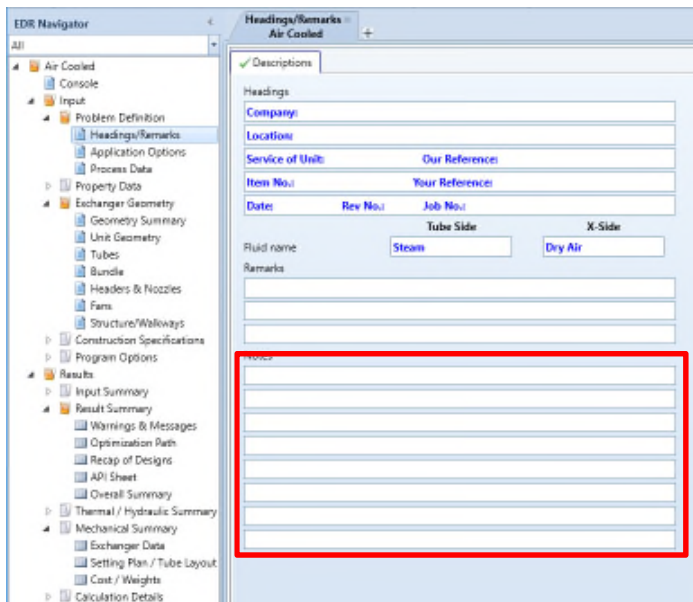 EDR Navigator
All
Air Cooled
Console
Input
Problem Definition
Headings/Remarks
Application Options
Process Data
Property Data
Exchanger Geometry
Geometry Summary
Unit Geometry
Tubes
Bundle
Headers & Nozzles
Fans
Structure/Walkways
Construction Specifications
Program Options
Results
Input Summary
Result Summary
Warnings & Messages
Optimization Path
Recap of Designs
API Sheet
Overall Summary
Thermal / Hydraulic Summary
Mechanical Summary
Exchanger Data
Setting Plan / Tube Layout
Cost / Weights
Calculation Details
Headings/Remarks
Air Cooled
Descriptions
Headings
Company:
Location:
Service of Unit: Our Reference:
Item No.: Your Reference:
Date: Rev No.: Job No.:
Tube Side X-Side
Fluid name Steam Dry Air
Remarks
Notes